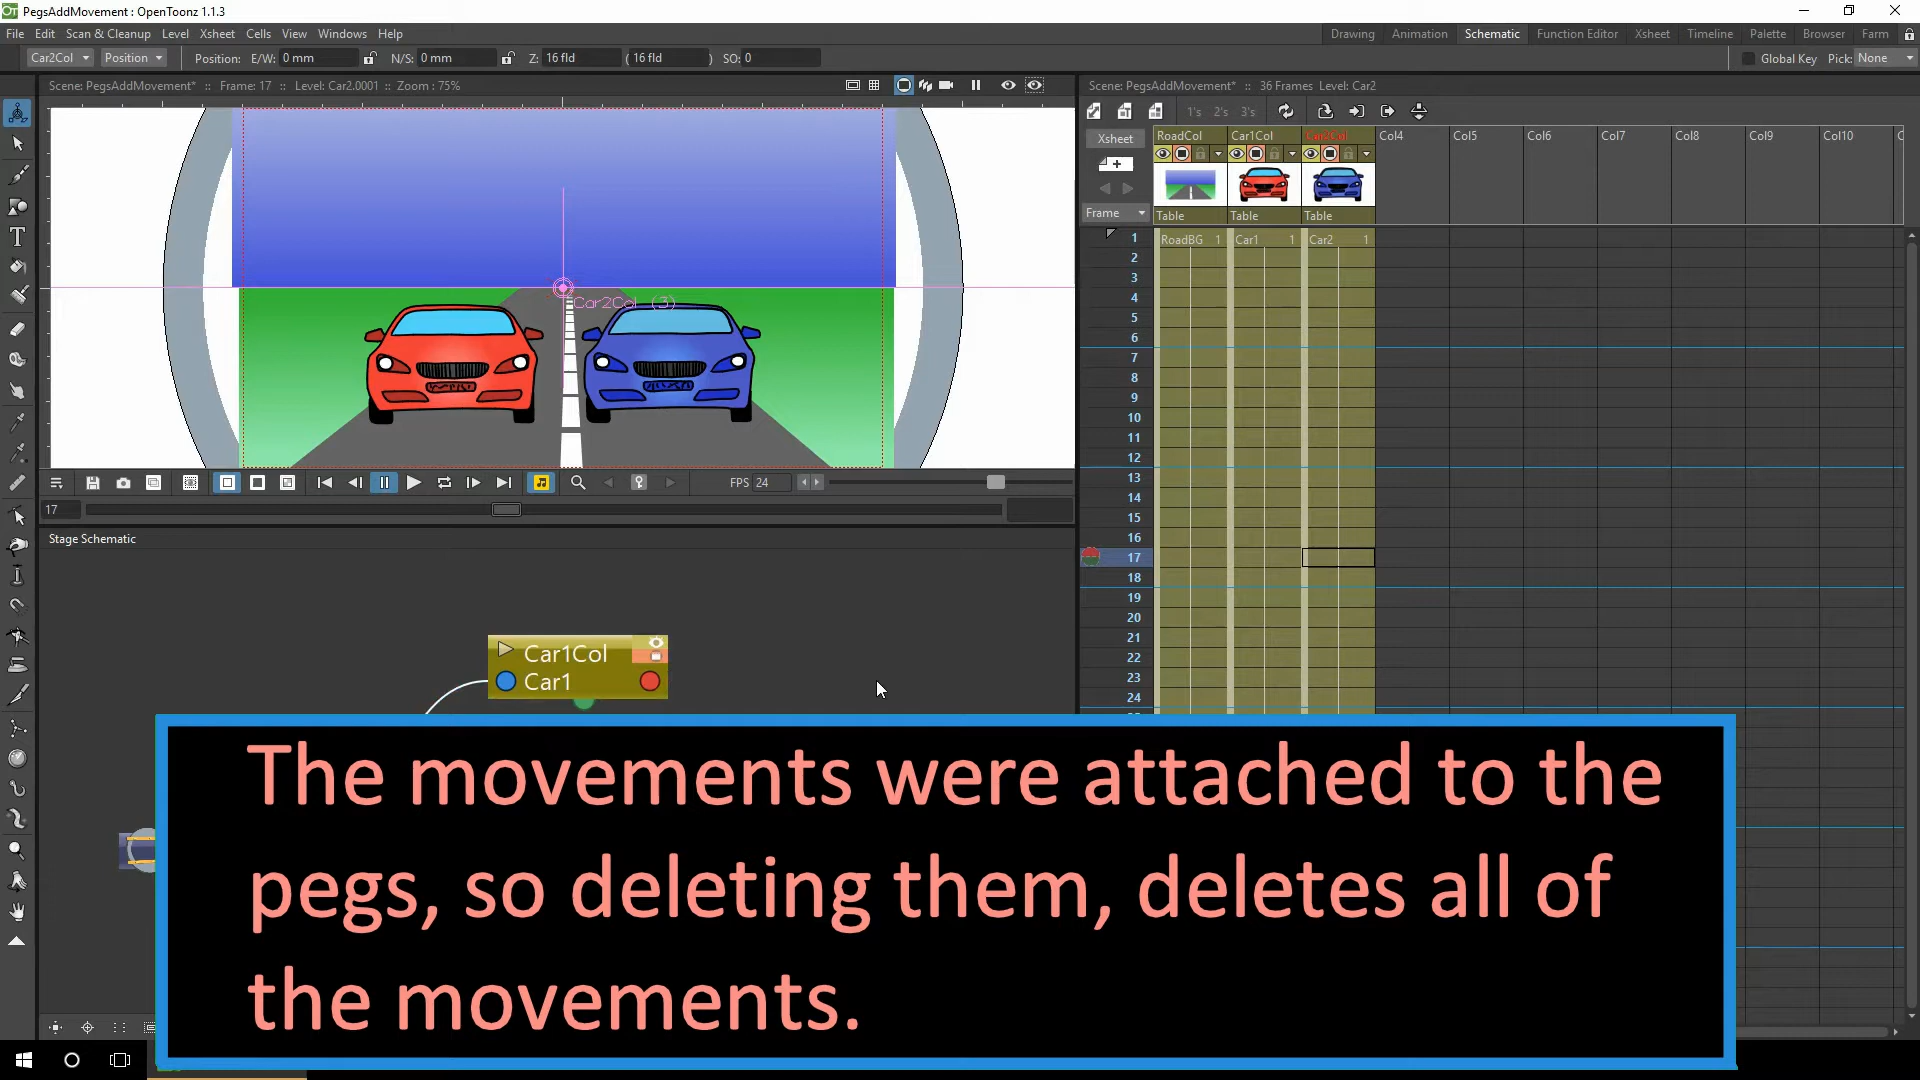 PegsAddMovement : OpenToonz 1.1.3
File Edit Scan & Cleanup Level Xsheet Cells View Windows Help
Drawing Animation Schematic Function Editor Xsheet Timeline Palette Browser Farm
Car2Col Position Position: E/W: 0 mm N/S: 0 mm Z: 16 fld ( 16 fld ) SO: 0
Global Key Pick: None
Scene: PegsAddMovement* :: Frame: 17 :: Level: Car2.0001 :: Zoom : 75%
Scene: PegsAddMovement* :: 36 Frames Level: Car2
1's 2's 3's
Xsheet RoadCol Car1Col Car2Col Col4 Col5 Col6 Col7 Col8 Col9 Col10 C
Frame Table Table Table
1 RoadBG 1 Car1 1 Car2 1
2
3
4
5
6
7
8
9
10
11
12
13
14
15
16
17
18
19
20
21
22
23
24
Car2Col (3)
FPS 24
17
Stage Schematic
Car1Col
Car1
The movements were attached to the
pegs, so deleting them, deletes all of
the movements.